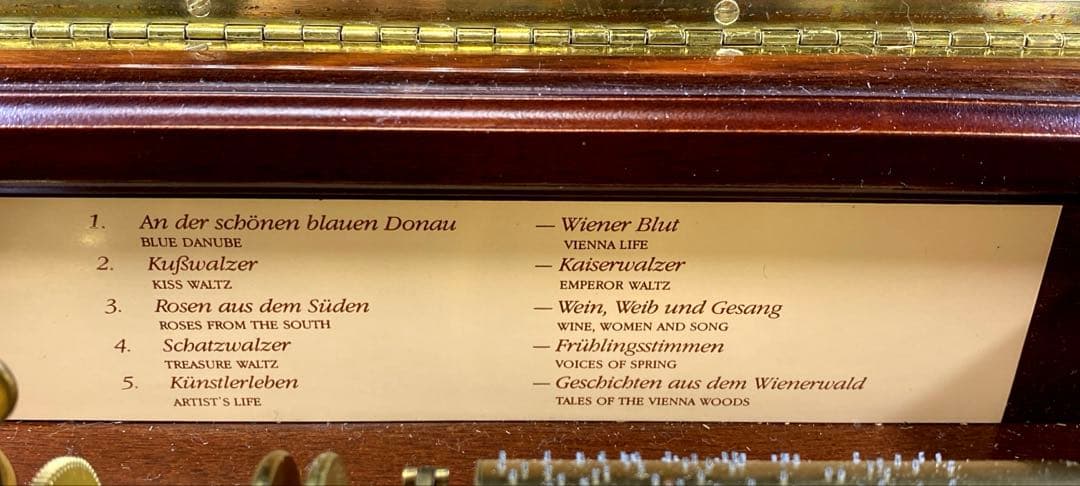 1. An der schönen blauen Donau — Wiener Blut
BLUE DANUBE VIENNA LIFE
2. Kußwalzer — Kaiserwalzer
KISS WALTZ EMPEROR WALTZ
3. Rosen aus dem Süden — Wein, Weib und Gesang
ROSES FROM THE SOUTH WINE, WOMEN AND SONG
4. Schatzwalzer — Frühlingsstimmen
TREASURE WALTZ VOICES OF SPRING
5. Künstlerleben — Geschichten aus dem Wienerwald
ARTIST'S LIFE TALES OF THE VIENNA WOODS